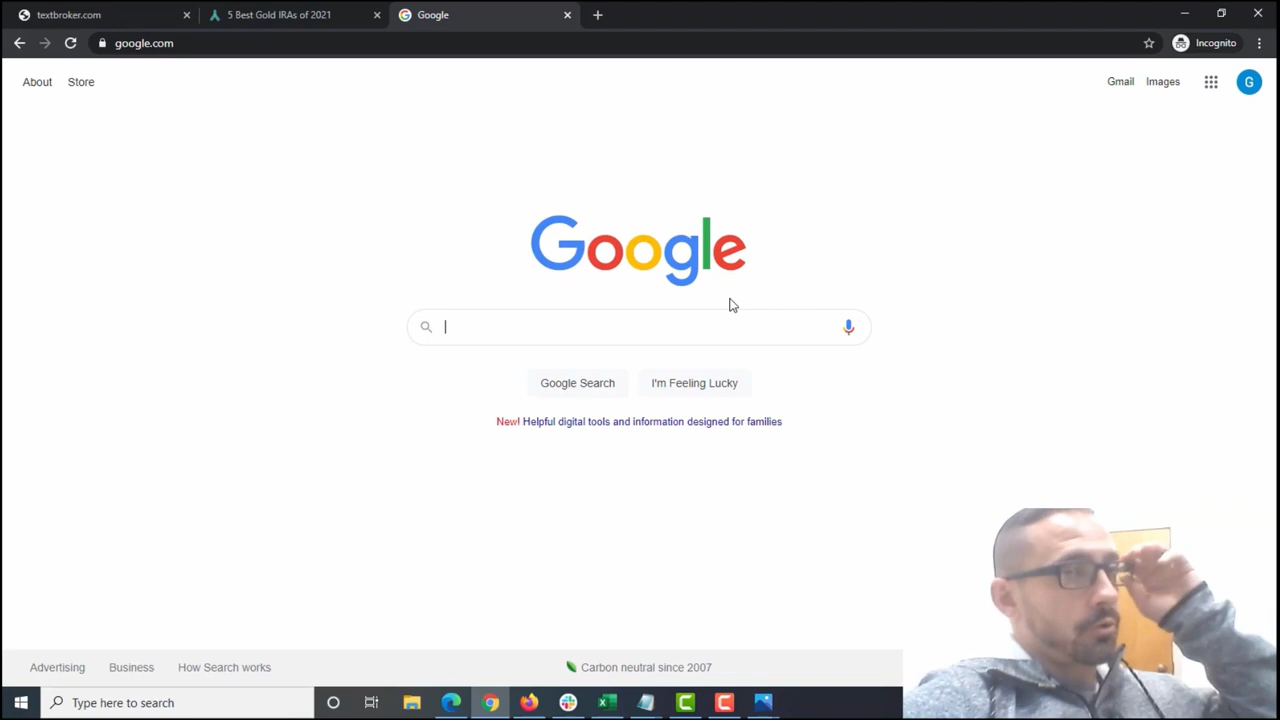 textbroker.com
5 Best Gold IRAs of 2021
Google
google.com
Incognito
About
Store
Gmail
Images
G
Google
Google Search
I'm Feeling Lucky
New! Helpful digital tools and information designed for families
Advertising
Business
How Search works
Carbon neutral since 2007
Type here to search